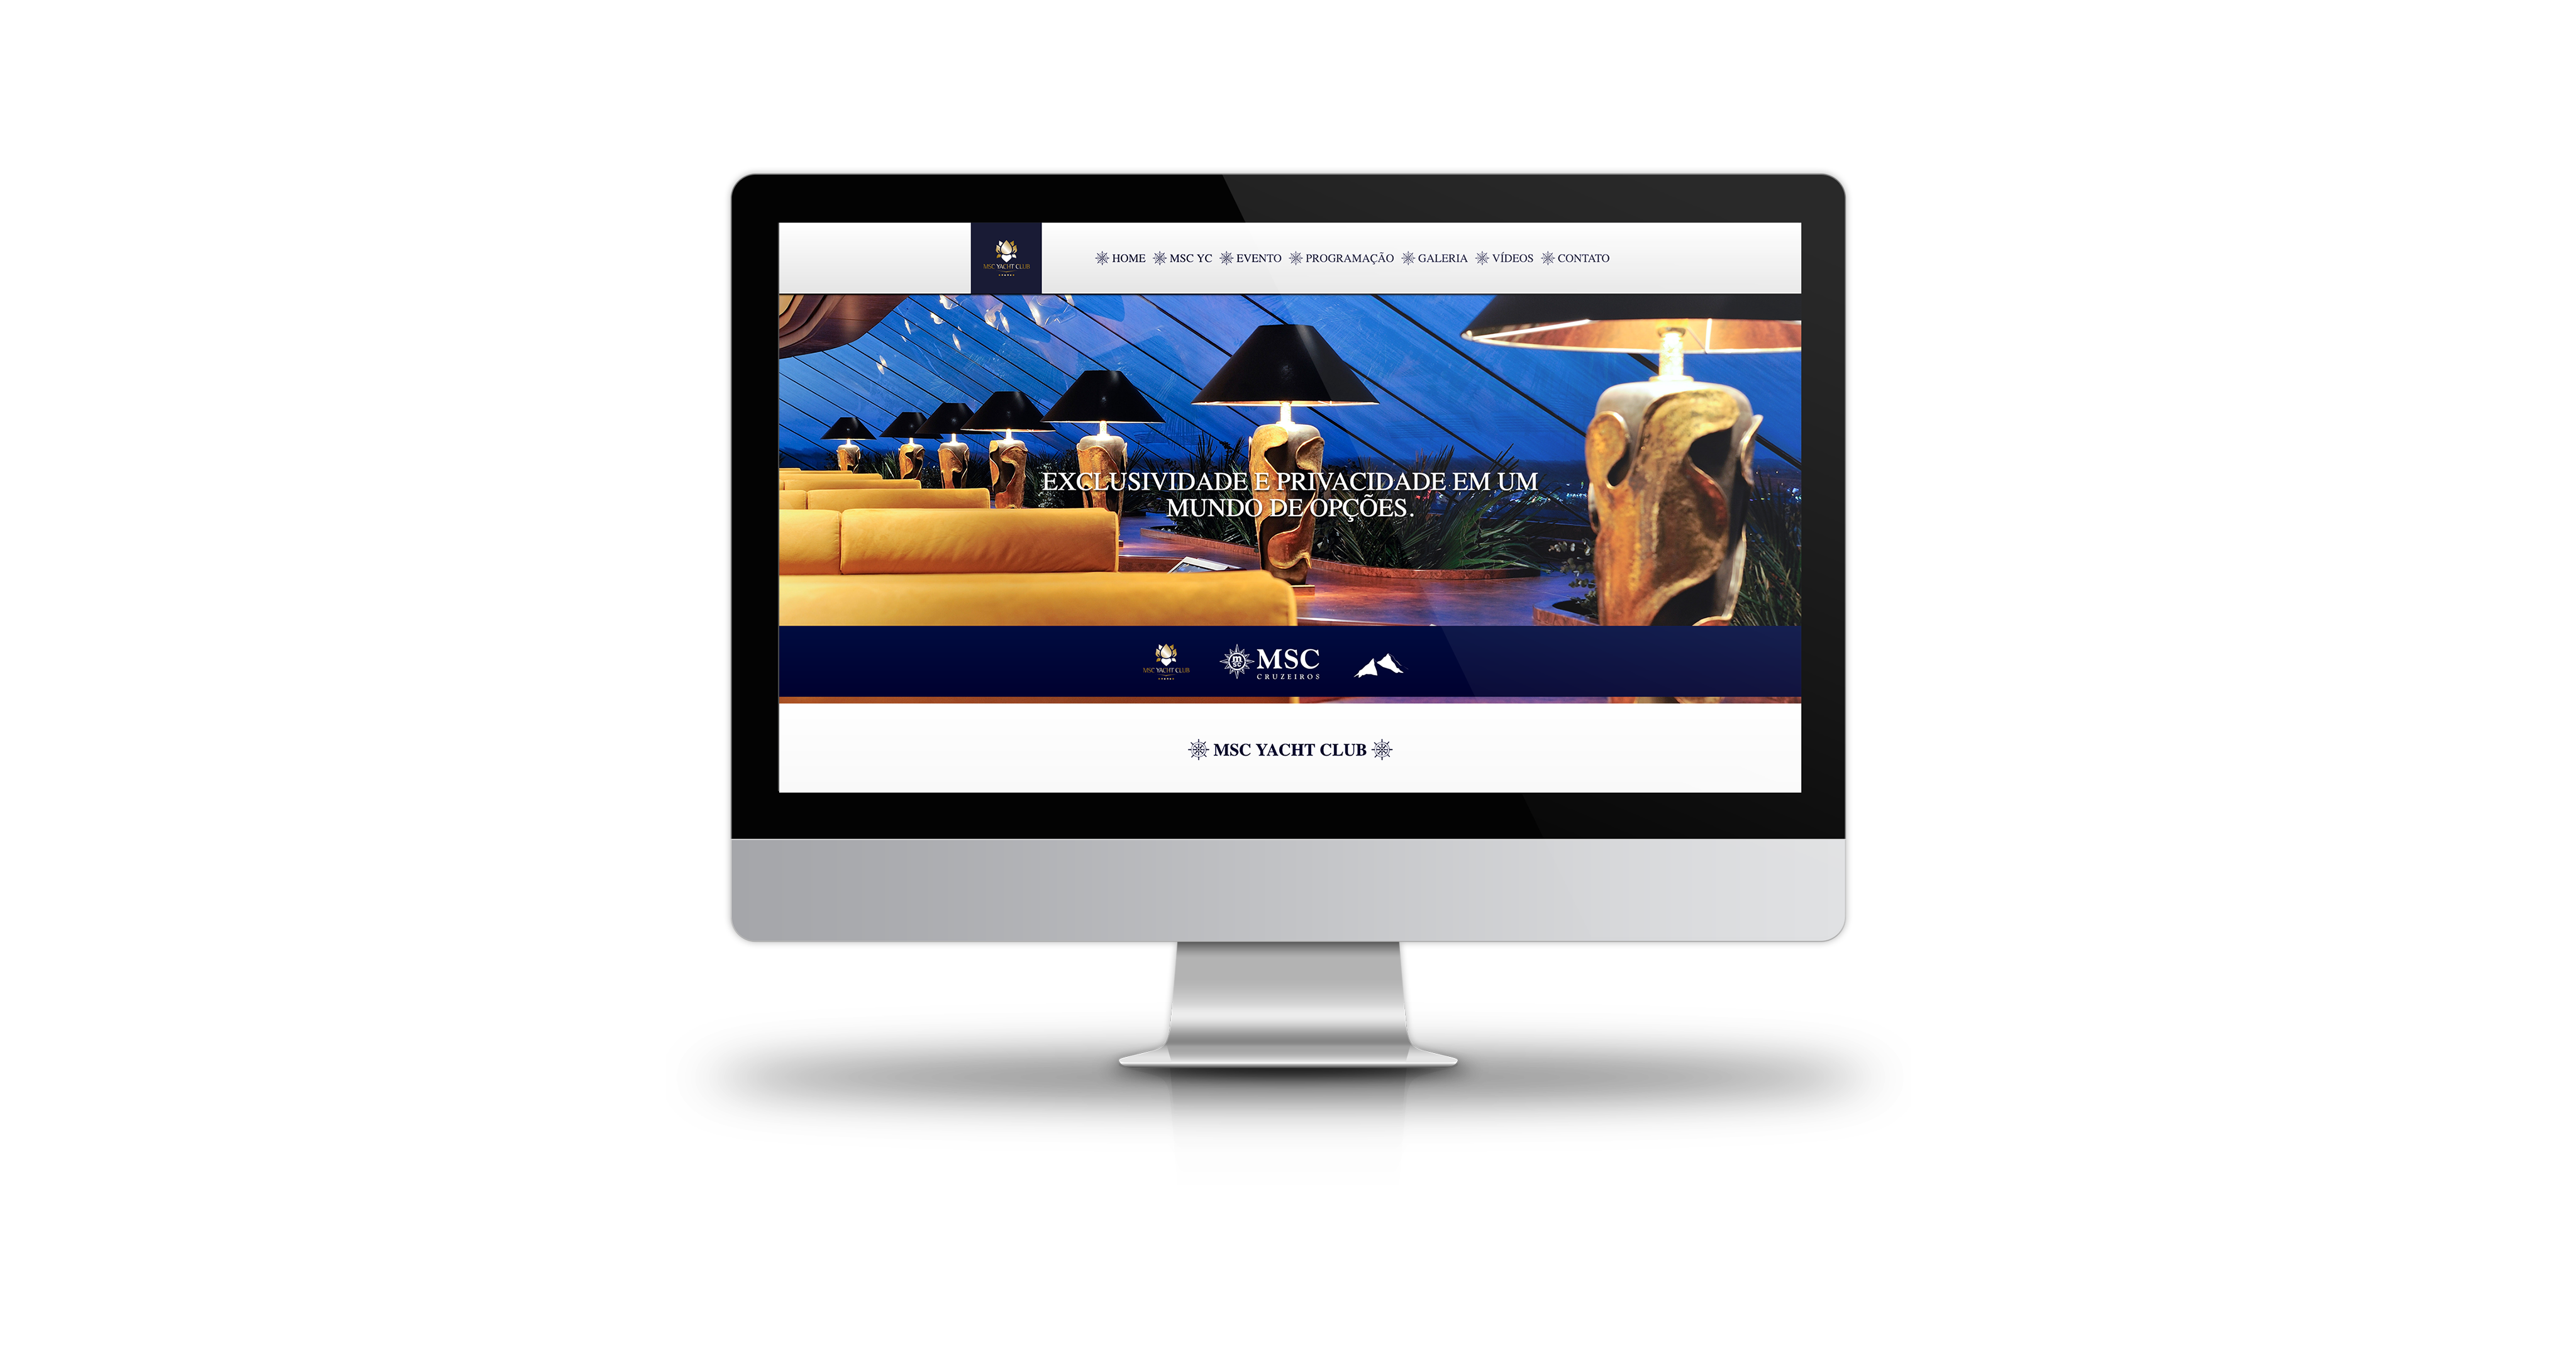 MSC YACHT CLUB
HOME MSC YC EVENTO PROGRAMAÇÃO GALERIA VÍDEOS CONTATO
EXCLUSIVIDADE E PRIVACIDADE EM UM
MUNDO DE OPÇÕES.
MSC YACHT CLUB
MSC
CRUZEIROS
MSC YACHT CLUB